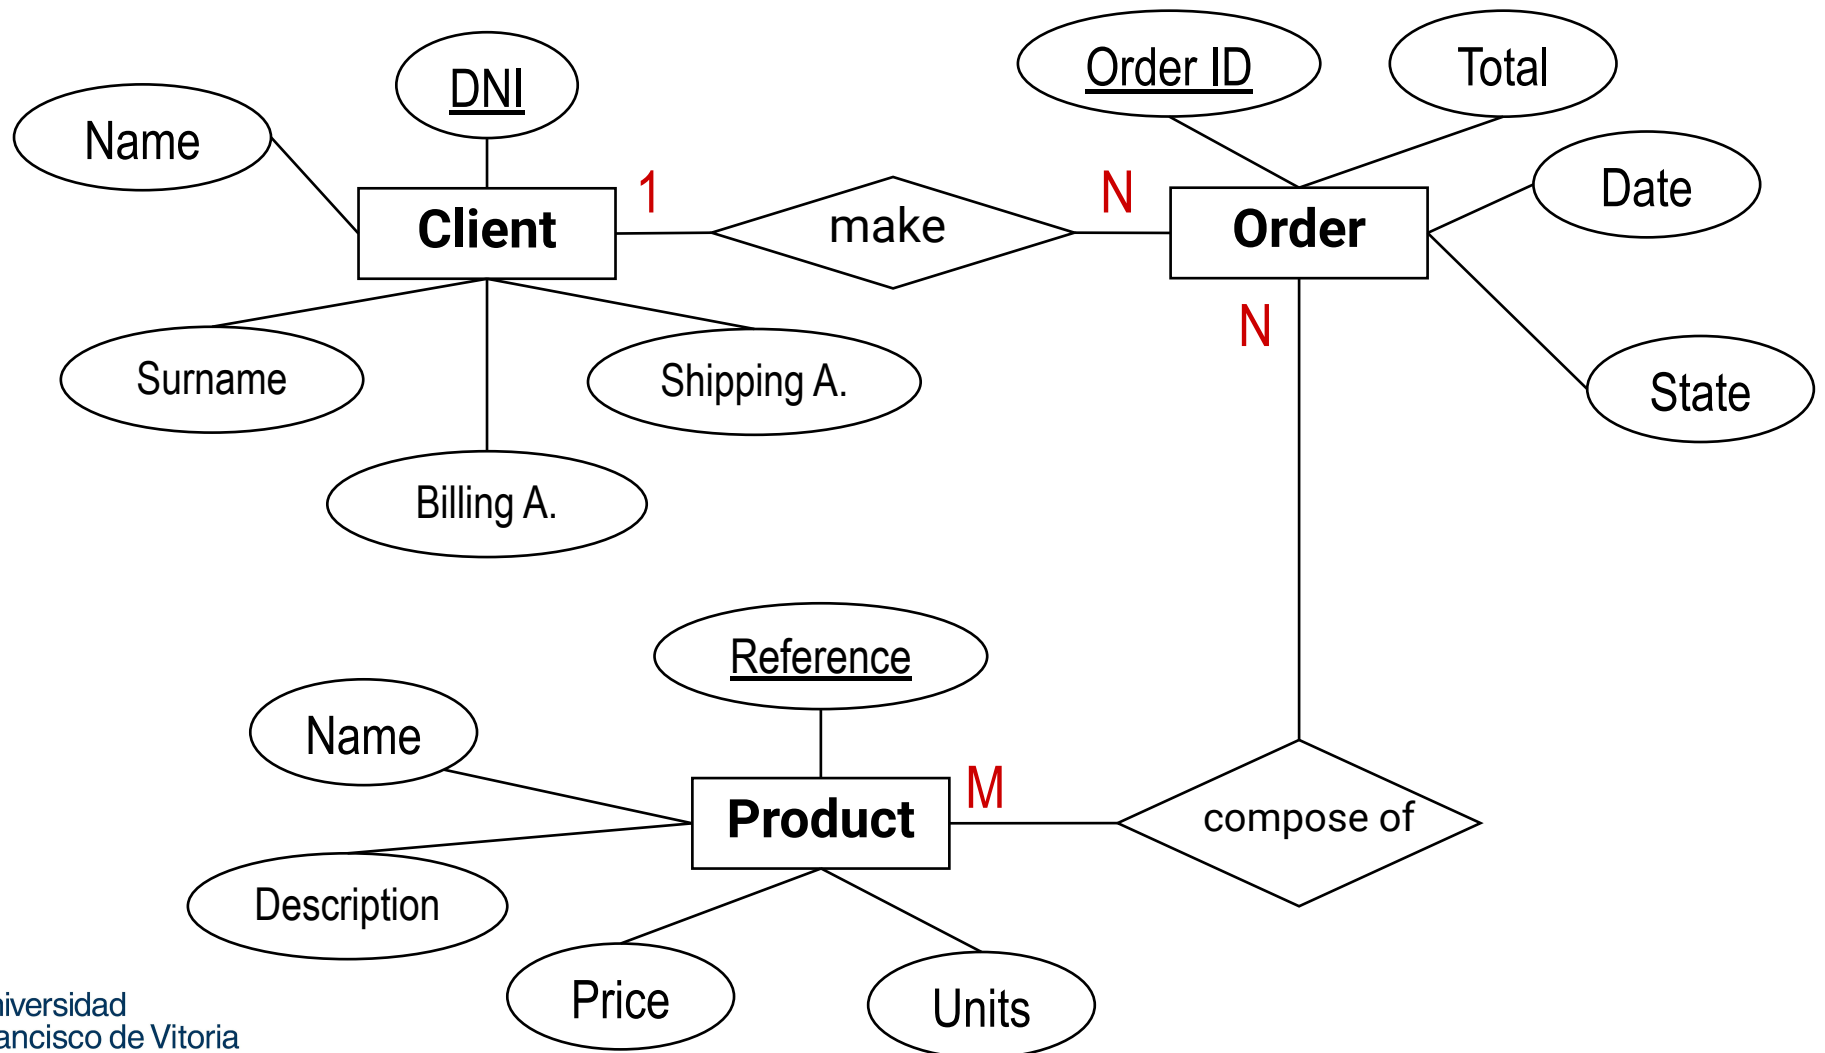 Order ID
Total
DNI
Name
Date
1
N
Client
make
Order
N
Surname
Shipping A.
State
Billing A.
Reference
Name
M
Product
compose of
Description
Price
Units
niversidad
ancisco de Vitoria